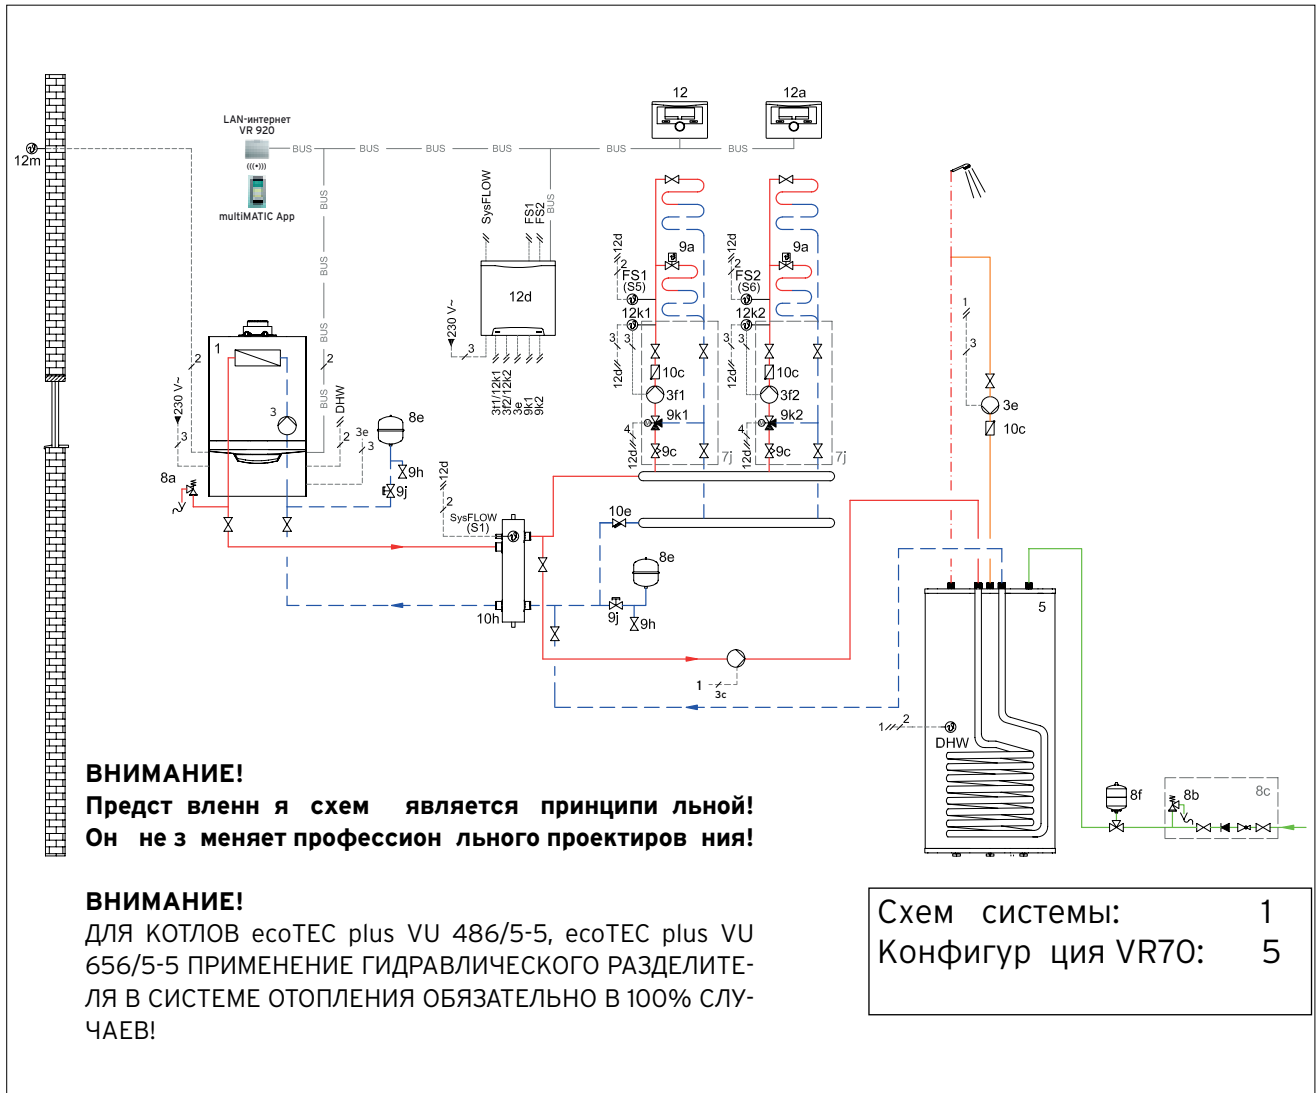 LAN-интернет
VR 920
multiMATIC App
12m
BUS BUS BUS BUS BUS BUS
12
12a
BUS
BUS
BUS
BUS
SysFLOW
FS1
FS2
12d
230 V~
3
3f1/12k1
3f2/12k2
3e
9k1
9k2
12d
2
FS1
(S5)
9a
12k1
3
3
12d
10c
3f1
9k1
4
12d
9c
7j
12d
2
FS2
(S6)
9a
12k2
3
3
12d
10c
3f2
9k2
4
12d
9c
7j
1
3
3e
10c
1
2
2
230 V~
3
3
DHW
2
3e
3
8e
9h
9j
8a
12d
2
SysFLOW
(S1)
10h
10e
8e
9j
9h
1
3c
5
1
2
DHW
8f
8b
8c
ВНИМАНИЕ!
Предст вленн я схем является принципи льной!
Он не з меняет профессион льного проектиров ния!
ВНИМАНИЕ!
ДЛЯ КОТЛОВ ecoTEC plus VU 486/5-5, ecoTEC plus VU
656/5-5 ПРИМЕНЕНИЕ ГИДРАВЛИЧЕСКОГО РАЗДЕЛИТЕ-
ЛЯ В СИСТЕМЕ ОТОПЛЕНИЯ ОБЯЗАТЕЛЬНО В 100% СЛУ-
ЧАЕВ!
Схем системы: 1
Конфигур ция VR70: 5